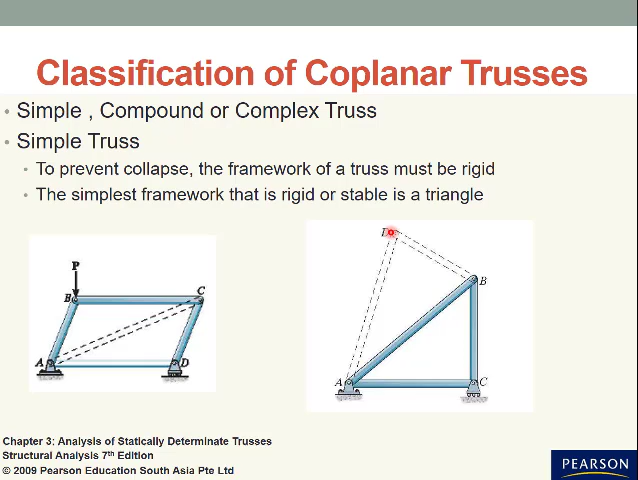 Classification of Coplanar Trusses
• Simple , Compound or Complex Truss
• Simple Truss
• To prevent collapse, the framework of a truss must be rigid
• The simplest framework that is rigid or stable is a triangle
P
B
C
A
D
B
A
C
Chapter 3: Analysis of Statically Determinate Trusses
Structural Analysis 7th Edition
© 2009 Pearson Education South Asia Pte Ltd
PEARSON